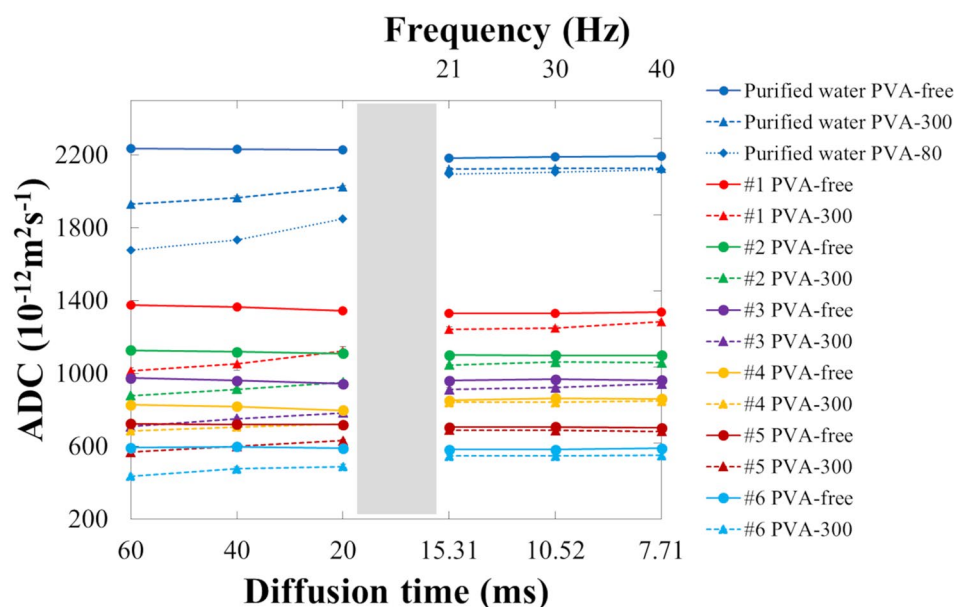 Frequency (Hz)
21 30 40
ADC (10⁻¹²m²s⁻¹)
2200
1800
1400
1000
600
200
60 40 20 15.31 10.52 7.71
Diffusion time (ms)
Purified water PVA-free
Purified water PVA-300
Purified water PVA-80
#1 PVA-free
#1 PVA-300
#2 PVA-free
#2 PVA-300
#3 PVA-free
#3 PVA-300
#4 PVA-free
#4 PVA-300
#5 PVA-free
#5 PVA-300
#6 PVA-free
#6 PVA-300